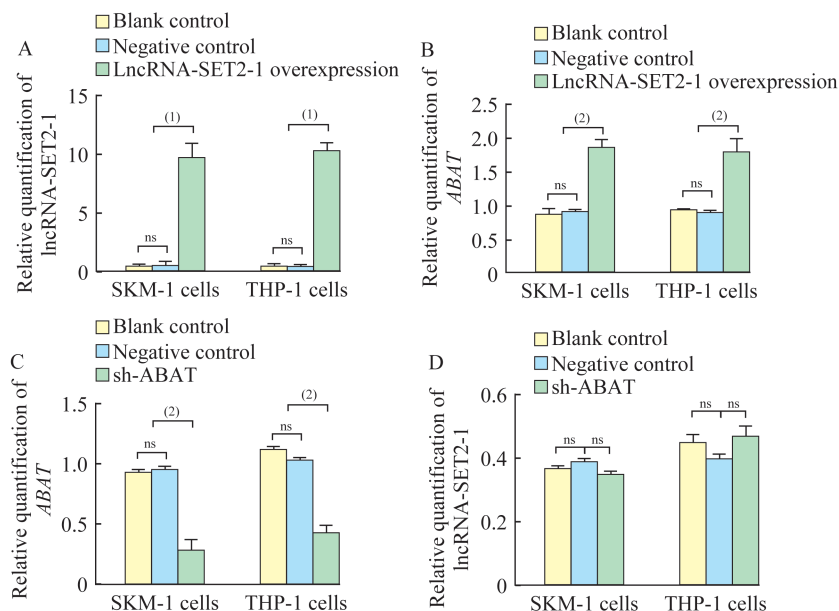 A
Blank control
Negative control
LncRNA-SET2-1 overexpression
Relative quantification of
lncRNA-SET2-1
15
10
5
0
ns
(1)
ns
(1)
SKM-1 cells
THP-1 cells
B
Blank control
Negative control
LncRNA-SET2-1 overexpression
Relative quantification of
ABAT
2.5
2.0
1.5
1.0
0.5
0
ns
(2)
ns
(2)
SKM-1 cells
THP-1 cells
C
Blank control
Negative control
sh-ABAT
Relative quantification of
ABAT
1.5
1.0
0.5
0
ns
(2)
ns
(2)
SKM-1 cells
THP-1 cells
D
Blank control
Negative control
sh-ABAT
Relative quantification of
lncRNA-SET2-1
0.6
0.4
0.2
0
ns
ns
ns
ns
SKM-1 cells
THP-1 cells